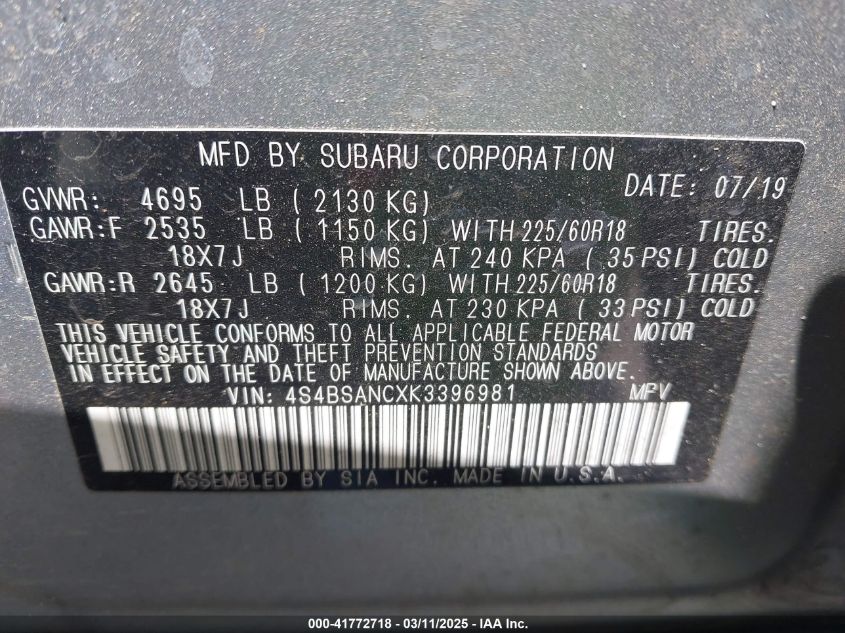 MFD BY SUBARU CORPORATION
DATE: 07/19
GVWR: 4695 LB ( 2130 KG)
GAWR:F 2535 LB ( 1150 KG) WITH 225/60R18 TIRES.
18X7J RIMS. AT 240 KPA ( 35 PSI) COLD
GAWR:R 2645 LB ( 1200 KG) WITH 225/60R18 TIRES.
18X7J RIMS. AT 230 KPA ( 33 PSI) COLD
THIS VEHICLE CONFORMS TO ALL APPLICABLE FEDERAL MOTOR
VEHICLE SAFETY AND THEFT PREVENTION STANDARDS
IN EFFECT ON THE DATE OF MANUFACTURE SHOWN ABOVE.
VIN: 4S4BSANCXK3396981 MPV
ASSEMBLED BY SIA INC. MADE IN U.S.A.
000-41772718 - 03/11/2025 - IAA Inc.